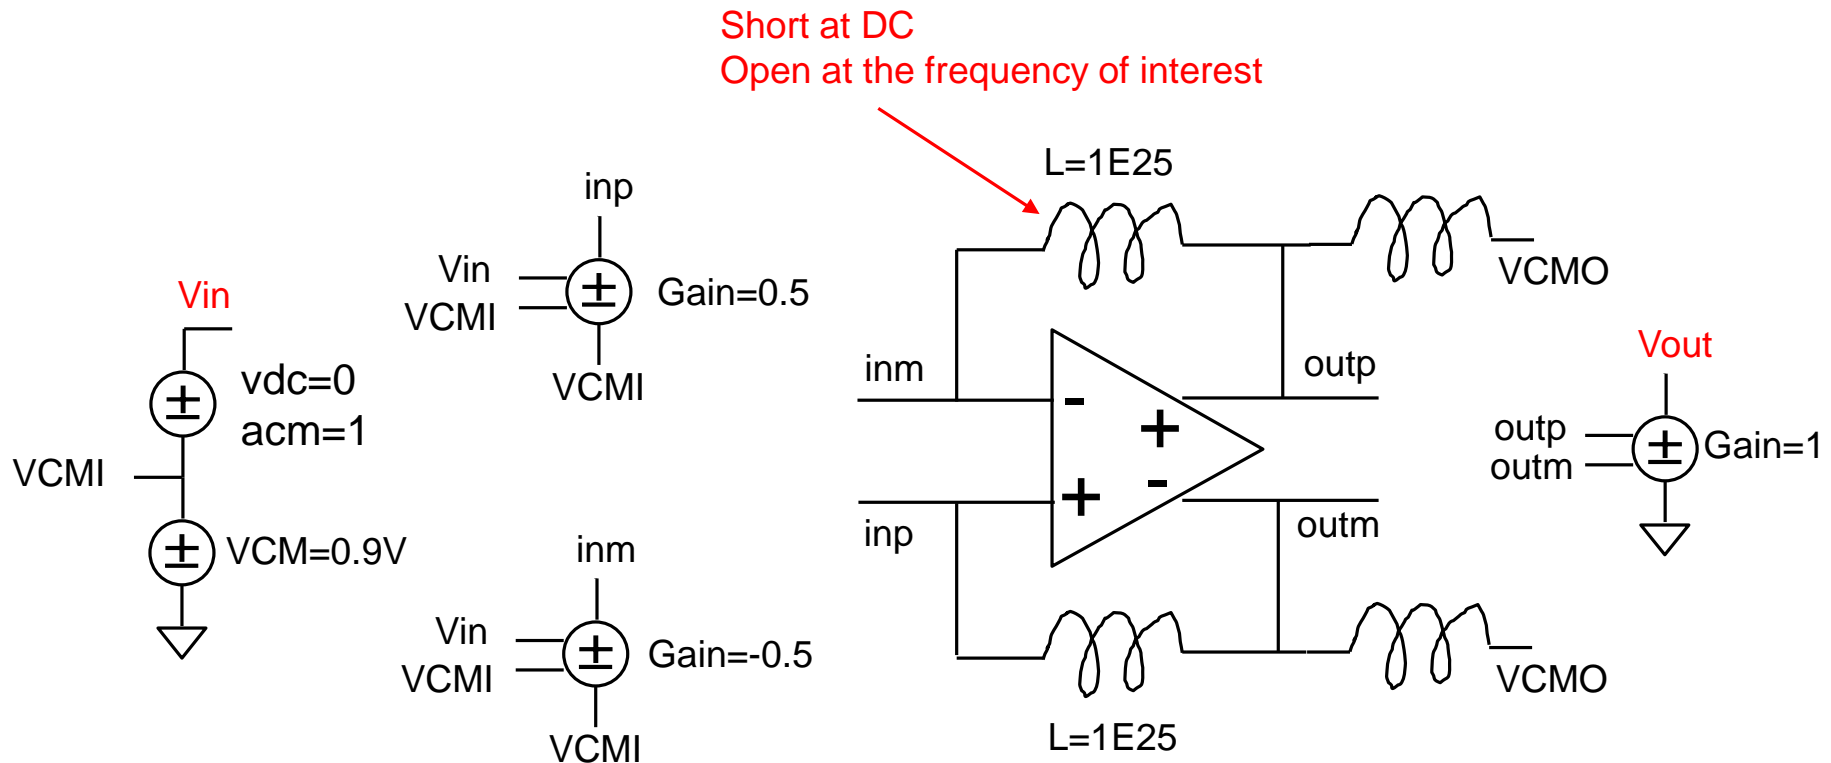 Short at DC
Open at the frequency of interest
L=1E25
inp
Vin
VCMI
Gain=0.5
VCMI
VCMO
Vin
vdc=0
acm=1
VCMI
VCM=0.9V
inm
-
+
outp
+
-
inp
outm
Vout
outp
outm
Gain=1
inm
Vin
VCMI
Gain=-0.5
VCMI
L=1E25
VCMO